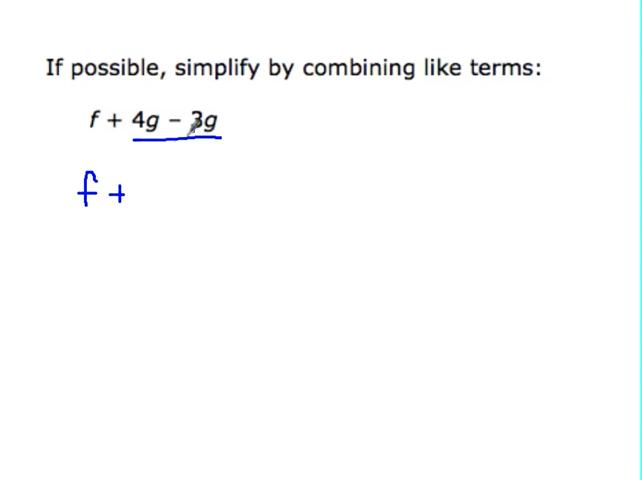 If possible, simplify by combining like terms:
f + 4g − 3g
f +